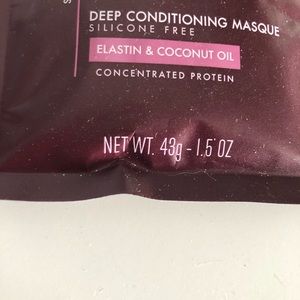 DEEP CONDITIONING MASQUE
SILICONE FREE
ELASTIN & COCONUT OIL
CONCENTRATED PROTEIN
NET WT. 43g - 1.5 OZ